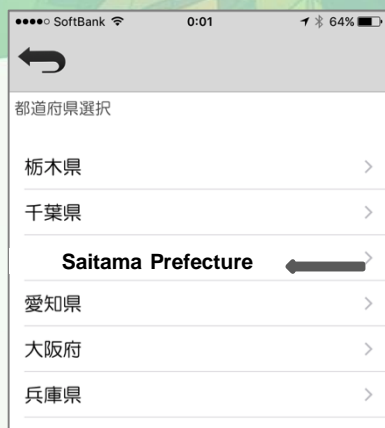 SoftBank 0:01 64%
都道府県選択
栃木県
千葉県
Saitama Prefecture
愛知県
大阪府
兵庫県